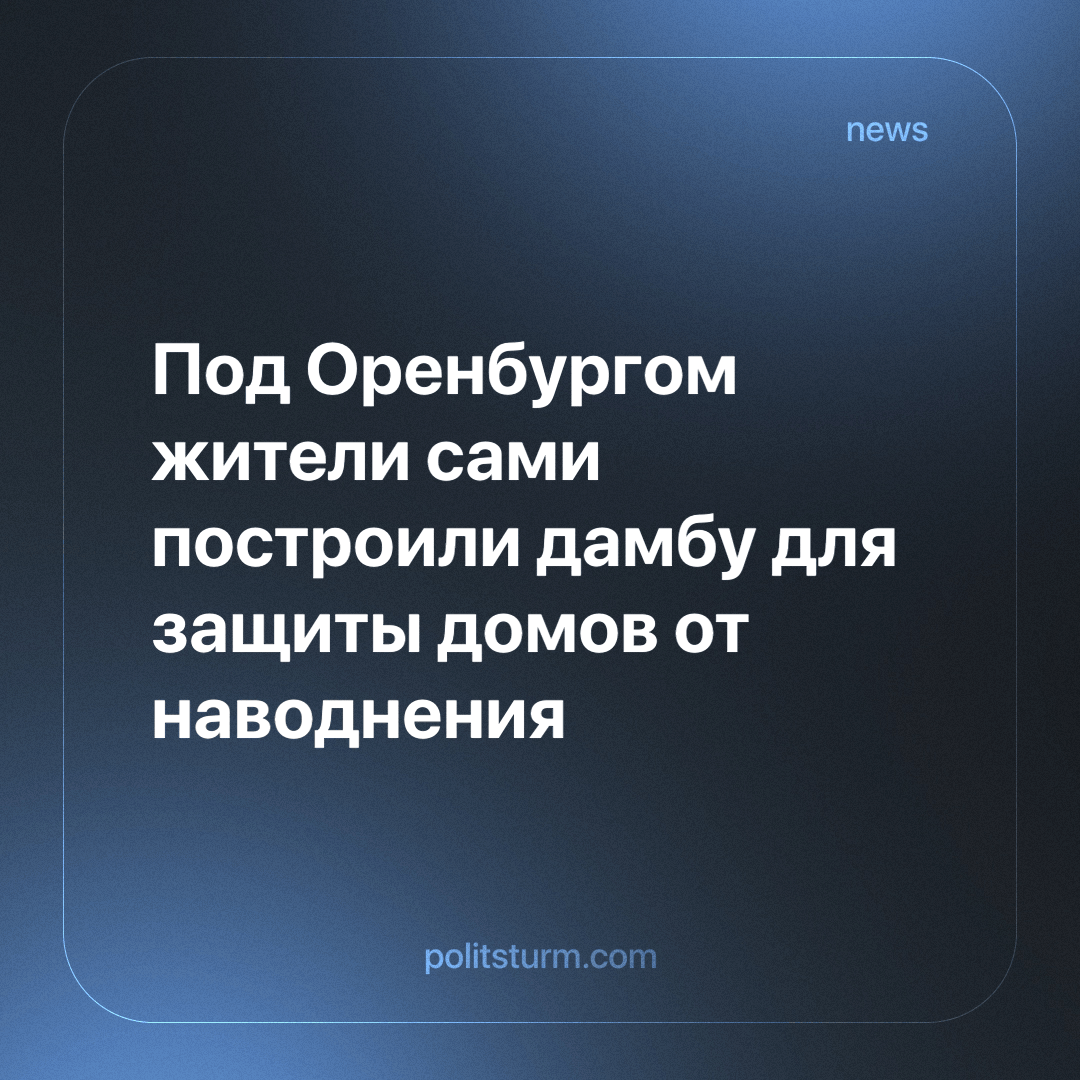 news
Под Оренбургом
жители сами
построили дамбу для
защиты домов от
наводнения
politsturm.com